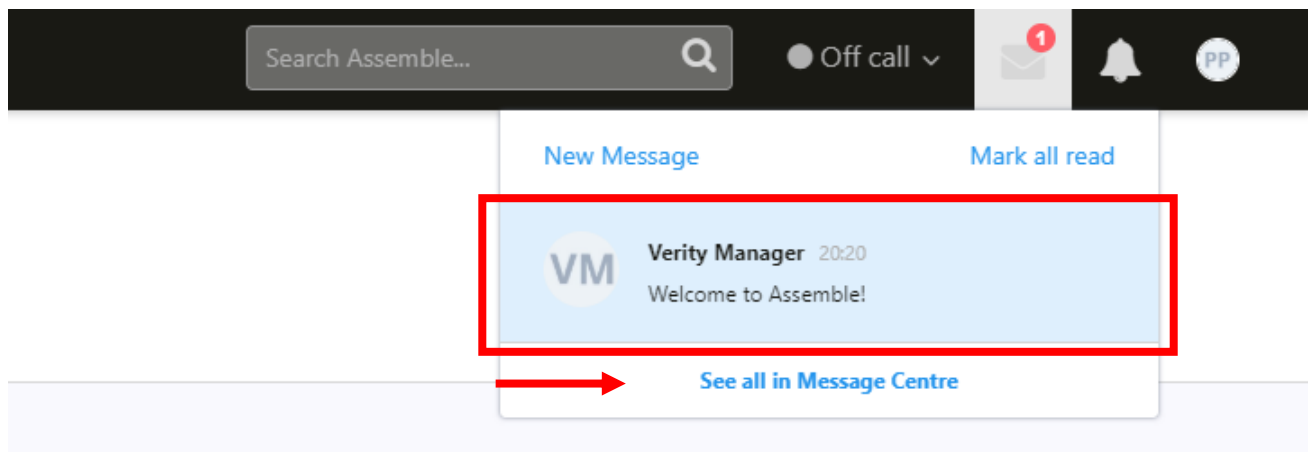 Search Assemble...
Off call
1
PP
New Message
Mark all read
VM
Verity Manager 20:20
Welcome to Assemble!
See all in Message Centre